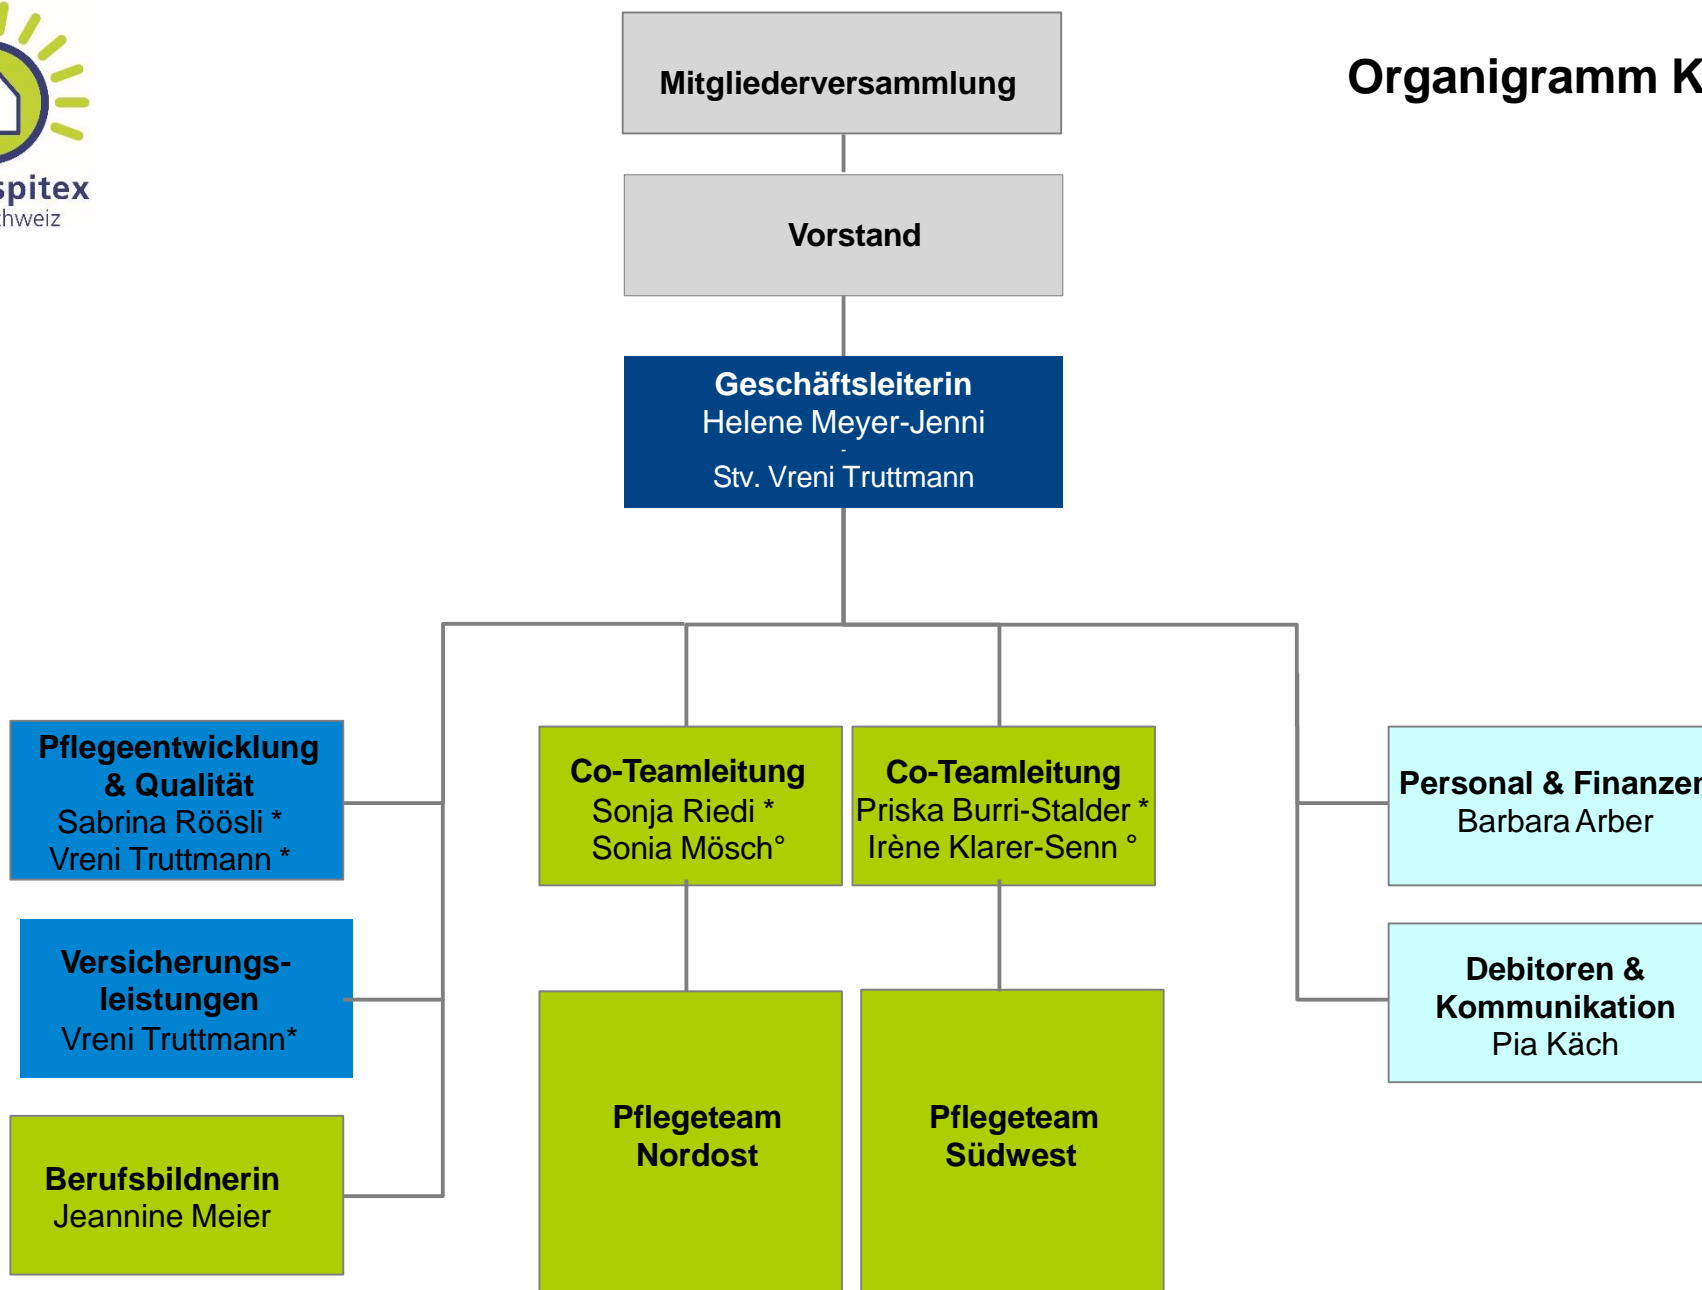 spitex
hweiz
Organigramm K
Mitgliederversammlung
Vorstand
Geschäftsleiterin
Helene Meyer-Jenni
-
Stv. Vreni Truttmann
Pflegeentwicklung
& Qualität
Sabrina Röösli *
Vreni Truttmann *
Co-Teamleitung
Sonja Riedi *
Sonia Mösch°
Co-Teamleitung
Priska Burri-Stalder *
Irène Klarer-Senn °
Personal & Finanzen
Barbara Arber
Versicherungs-
leistungen
Vreni Truttmann*
Debitoren &
Kommunikation
Pia Käch
Berufsbildnerin
Jeannine Meier
Pflegeteam
Nordost
Pflegeteam
Südwest